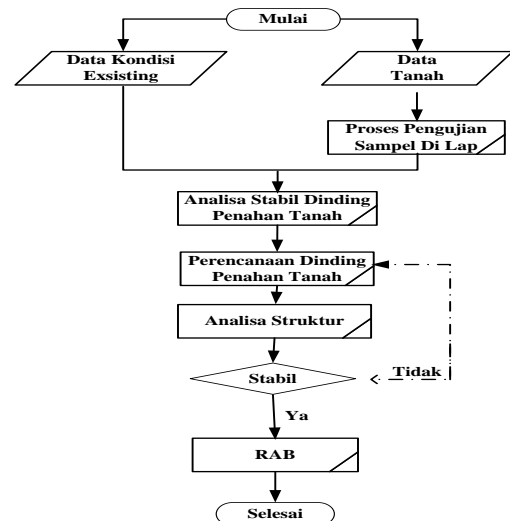 Mulai
Data Kondisi
Exsisting
Data
Tanah
Proses Pengujian
Sampel Di Lap
Analisa Stabil Dinding
Penahan Tanah
Perencanaan Dinding
Penahan Tanah
Analisa Struktur
Stabil
Tidak
Ya
RAB
Selesai